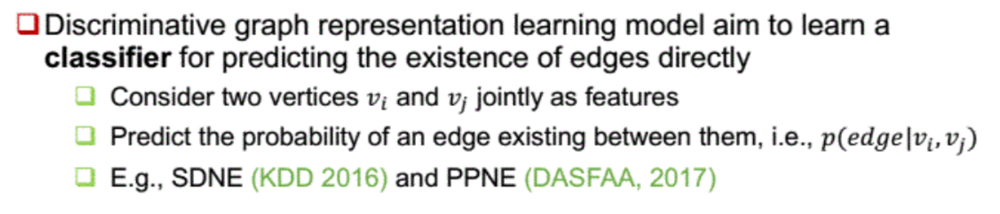 Discriminative graph representation learning model aim to learn a
classifier for predicting the existence of edges directly
Consider two vertices v_i and v_j jointly as features
Predict the probability of an edge existing between them, i.e., p(edge|v_i, v_j)
E.g., SDNE (KDD 2016) and PPNE (DASFAA, 2017)